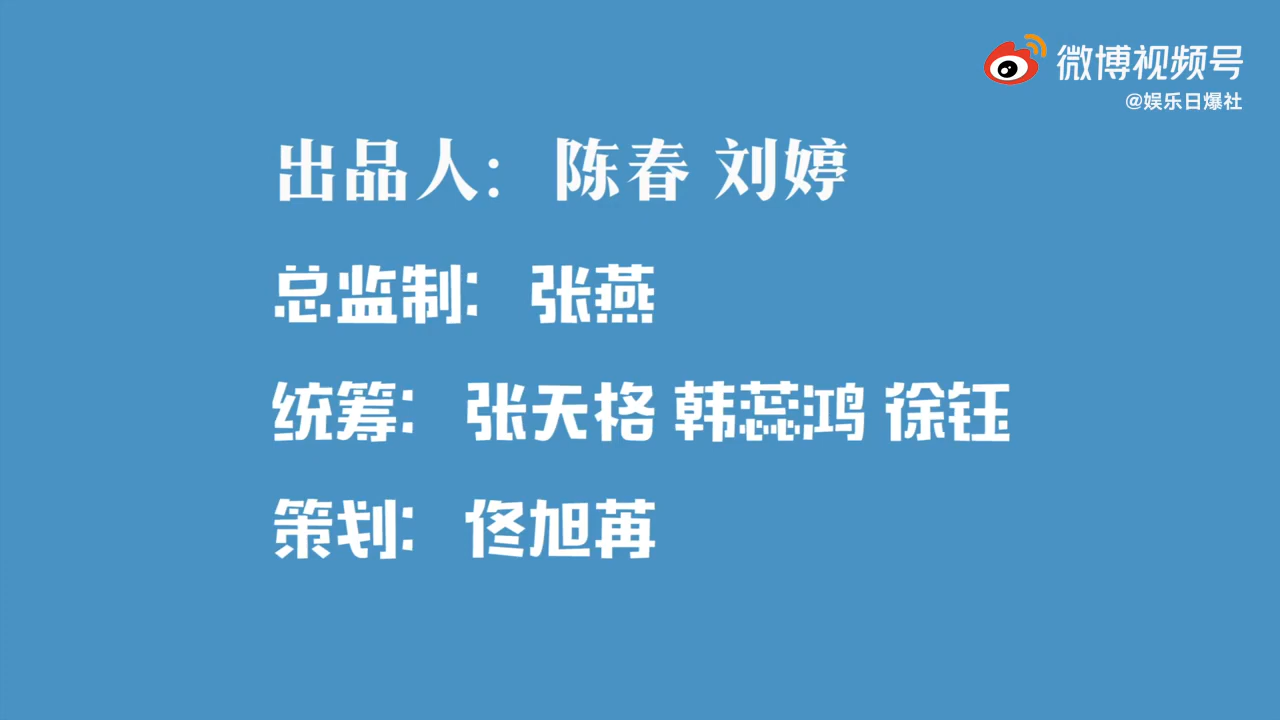 微博视频号
@娱乐日爆社
出品人: 陈春 刘婷
总监制: 张燕
统筹: 张天格 韩蕊鸿 徐钰
策划: 佟旭苒